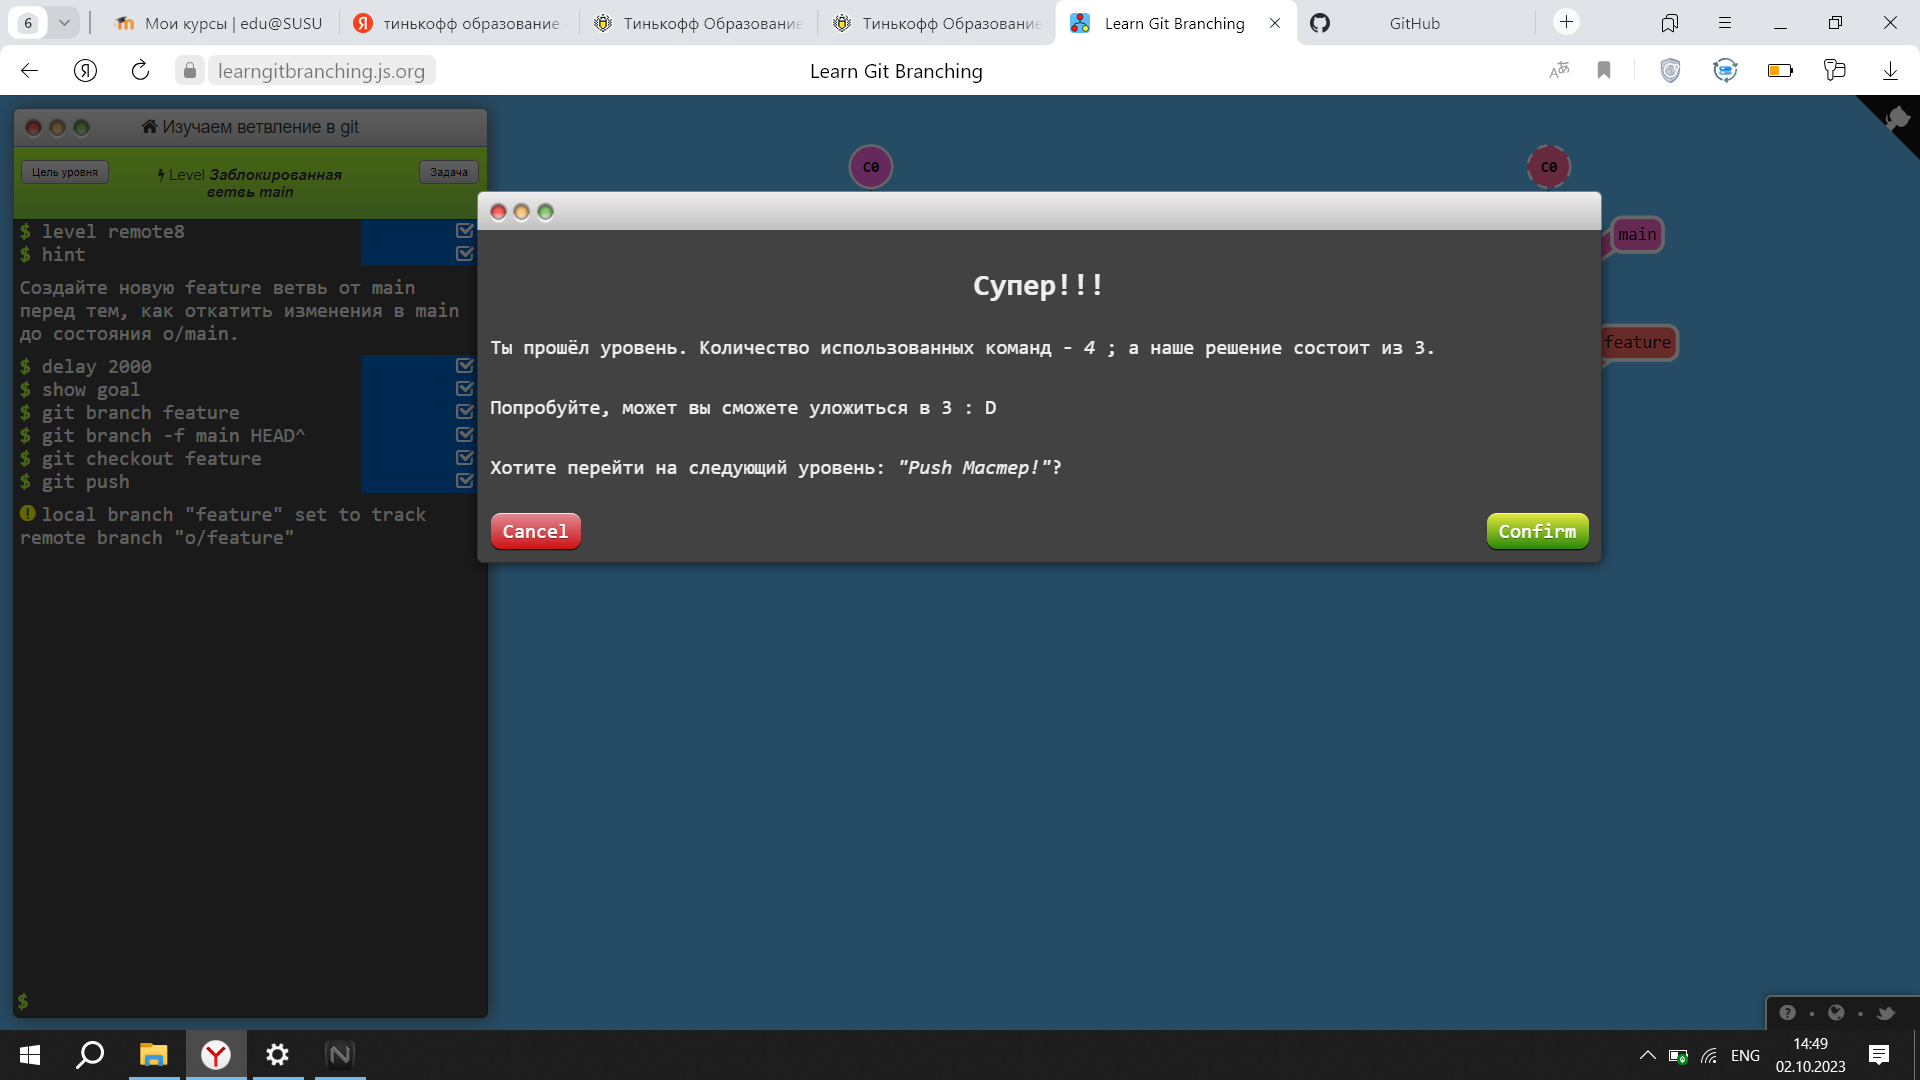 6
Мои курсы | edu@SUSU
тинькофф образование
Тинькофф Образование
Тинькофф Образование
Learn Git Branching
GitHub
learngitbranching.js.org
Learn Git Branching
Изучаем ветвление в git
Цель уровня
Level Заблокированная
ветвь main
Задача
$ level remote8
$ hint
Создайте новую feature ветвь от main
перед тем, как откатить изменения в main
до состояния o/main.
$ delay 2000
$ show goal
$ git branch feature
$ git branch -f main HEAD^
$ git checkout feature
$ git push
local branch "feature" set to track
remote branch "o/feature"
$
C0
C0
main
feature
Супер!!!
Ты прошёл уровень. Количество использованных команд - 4 ; а наше решение состоит из 3.
Попробуйте, может вы сможете уложиться в 3 : D
Хотите перейти на следующий уровень: "Push Мастер!"?
Cancel
Confirm
ENG
14:49
02.10.2023